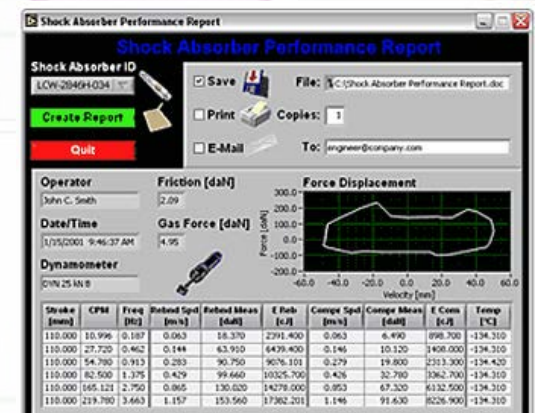 Shock Absorber Performance Report
Shock Absorber Performance Report
Shock Absorber ID
LCW-2846H-034
Create Report
Quit
Save File: C:\Shock Absorber Performance Report.doc
Print Copies: 1
E-Mail To: engineer@company.com
Operator
John C. Smith
Date/Time
1/15/2001 9:46:37 AM
Dynamometer
DYN 25 kN 8
Friction [daN]
2.09
Gas Force [daN]
4.95
Force Displacement
Force [daN]
300.0
200.0
100.0
0.0
-100.0
-200.0
-60.0 -40.0 -20.0 0.0 20.0 40.0 60.0
Velocity [mm]
Stroke [mm] CPM Freq [Hz] Rebnd Spd [m/s] Rebnd Meas [daN] E Reb [cJ] Compr Spd [m/s] Compr Meas [daN] E Com [cJ] Temp [°C]
110.000 10.996 0.187 0.063 18.370 2391.400 0.063 6.490 898.700 -134.310
110.000 27.720 0.462 0.146 63.910 6439.400 0.146 10.120 1408.000 -134.310
110.000 54.780 0.913 0.283 90.750 9076.101 0.279 19.800 2313.300 -134.420
110.000 82.500 1.375 0.429 99.660 10325.700 0.426 32.780 3362.700 -134.310
110.000 165.121 2.750 0.865 130.020 14278.000 0.853 67.320 6132.500 -134.310
110.000 219.780 3.663 1.157 153.560 17382.201 1.146 91.630 8226.900 -134.310